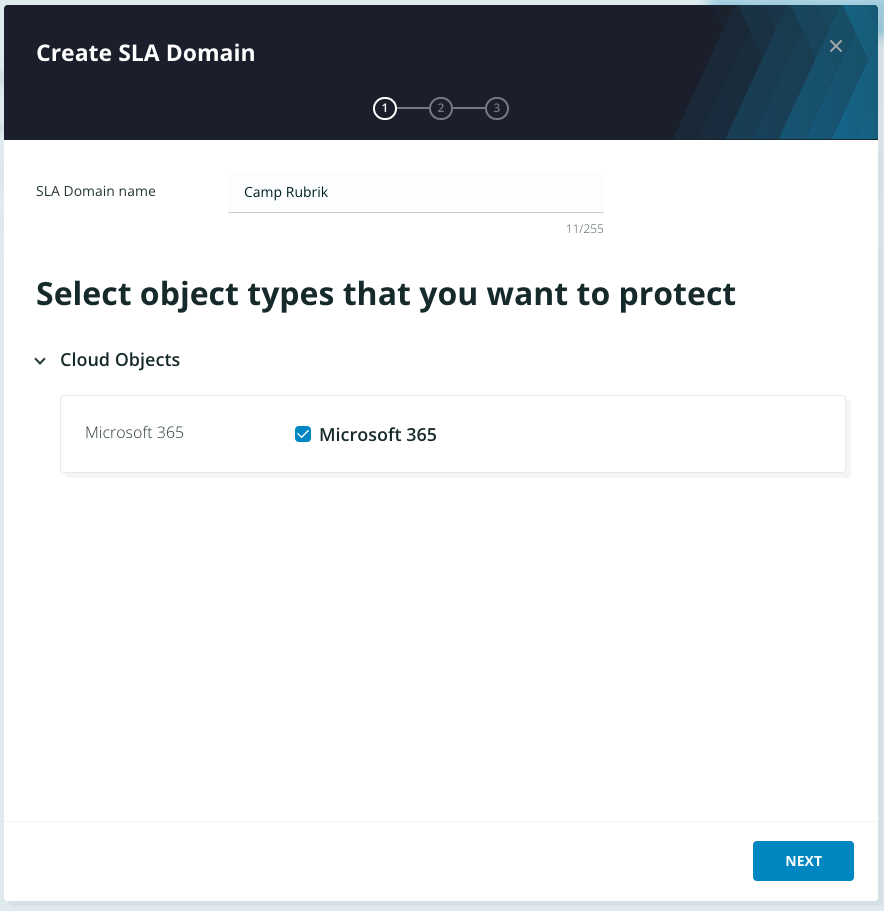 Create SLA Domain
1 2 3
SLA Domain name Camp Rubrik
11/255
Select object types that you want to protect
Cloud Objects
Microsoft 365 Microsoft 365
NEXT